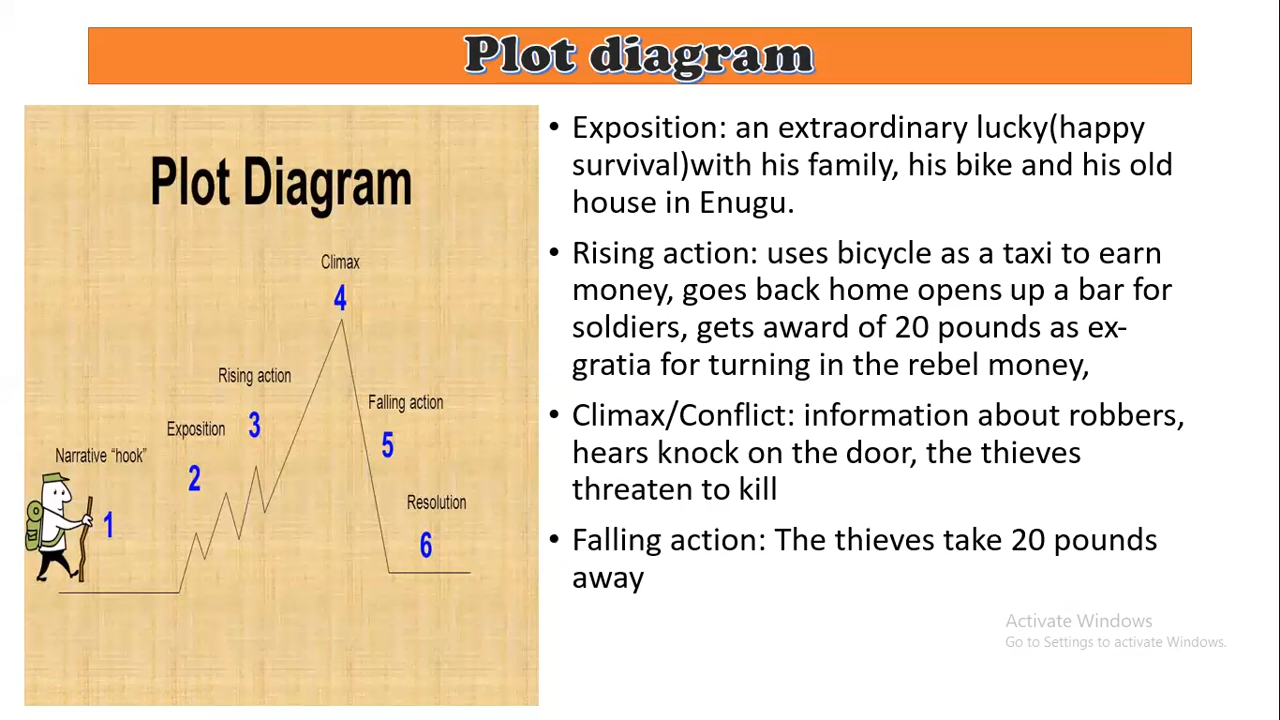 Plot diagram
Plot Diagram
Climax
4
Rising action
3
Falling action
5
Exposition
2
Narrative “hook”
1
Resolution
6
• Exposition: an extraordinary lucky(happy
survival)with his family, his bike and his old
house in Enugu.
• Rising action: uses bicycle as a taxi to earn
money, goes back home opens up a bar for
soldiers, gets award of 20 pounds as ex-
gratia for turning in the rebel money,
• Climax/Conflict: information about robbers,
hears knock on the door, the thieves
threaten to kill
• Falling action: The thieves take 20 pounds
away
Activate Windows
Go to Settings to activate Windows.